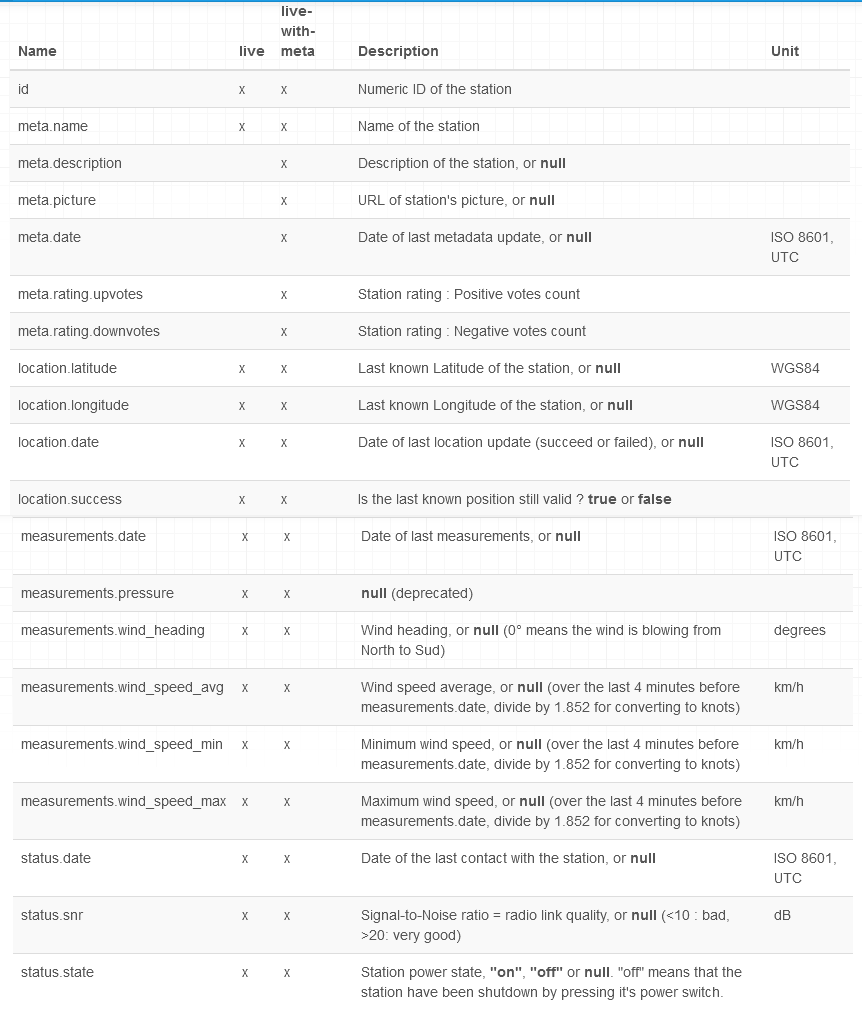 live-
with-
Name live meta Description Unit
id x x Numeric ID of the station
meta.name x x Name of the station
meta.description x Description of the station, or null
meta.picture x URL of station's picture, or null
meta.date x Date of last metadata update, or null ISO 8601,
UTC
meta.rating.upvotes x Station rating : Positive votes count
meta.rating.downvotes x Station rating : Negative votes count
location.latitude x x Last known Latitude of the station, or null WGS84
location.longitude x x Last known Longitude of the station, or null WGS84
location.date x x Date of last location update (succeed or failed), or null ISO 8601,
UTC
location.success x x Is the last known position still valid ? true or false
measurements.date x x Date of last measurements, or null ISO 8601,
UTC
measurements.pressure x x null (deprecated)
measurements.wind_heading x x Wind heading, or null (0° means the wind is blowing from degrees
North to Sud)
measurements.wind_speed_avg x x Wind speed average, or null (over the last 4 minutes before km/h
measurements.date, divide by 1.852 for converting to knots)
measurements.wind_speed_min x x Minimum wind speed, or null (over the last 4 minutes before km/h
measurements.date, divide by 1.852 for converting to knots)
measurements.wind_speed_max x x Maximum wind speed, or null (over the last 4 minutes before km/h
measurements.date, divide by 1.852 for converting to knots)
status.date x x Date of the last contact with the station, or null ISO 8601,
UTC
status.snr x x Signal-to-Noise ratio = radio link quality, or null (<10 : bad, dB
>20: very good)
status.state x x Station power state, "on", "off" or null. "off" means that the
station have been shutdown by pressing it's power switch.